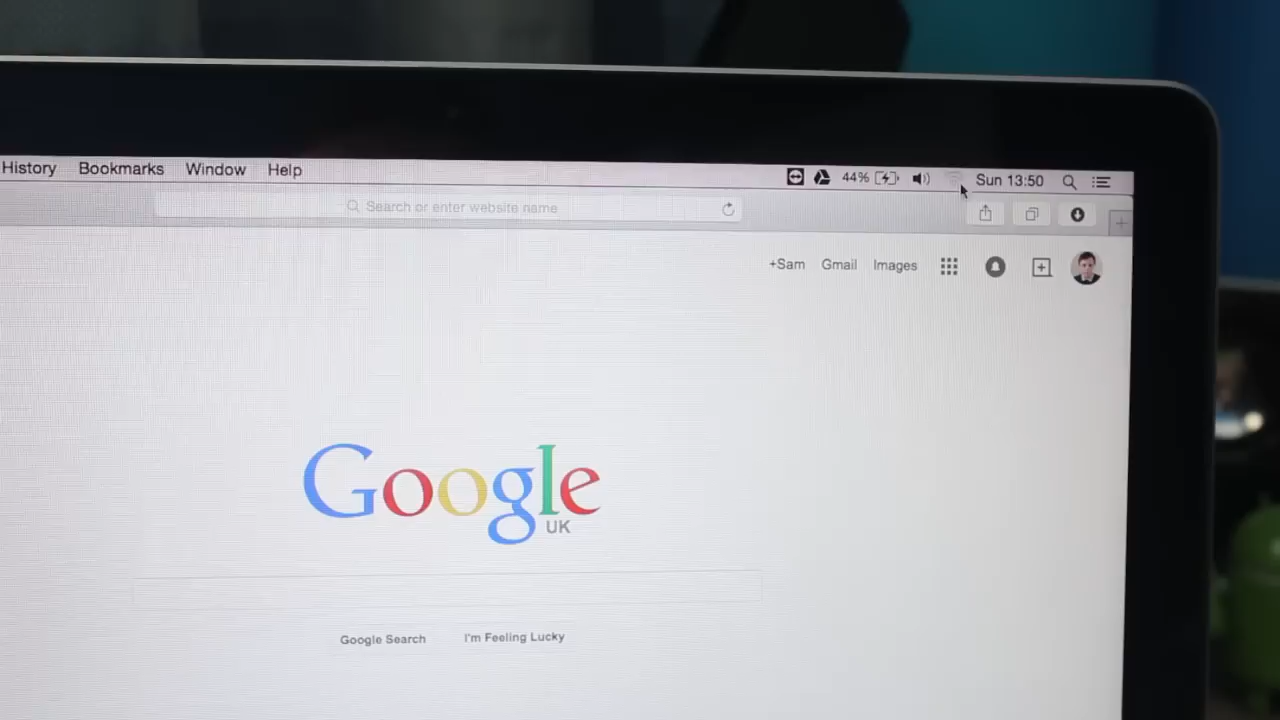 History Bookmarks Window Help 44% Sun 13:50
Search or enter website name
+Sam Gmail Images
Google
UK
Google Search I'm Feeling Lucky